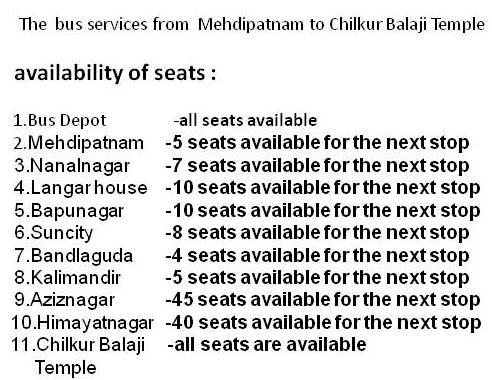 The bus services from Mehdipatnam to Chilkur Balaji Temple
availability of seats :
1.Bus Depot -all seats available
2.Mehdipatnam -5 seats available for the next stop
3.Nanalnagar -7 seats available for the next stop
4.Langar house -10 seats available for the next stop
5.Bapunagar -10 seats available for the next stop
6.Suncity -8 seats available for the next stop
7.Bandlaguda -4 seats available for the next stop
8.Kalimandir -5 seats available for the next stop
9.Aziznagar -45 seats available for the next stop
10.Himayatnagar -40 seats available for the next stop
11.Chilkur Balaji -all seats are available
Temple